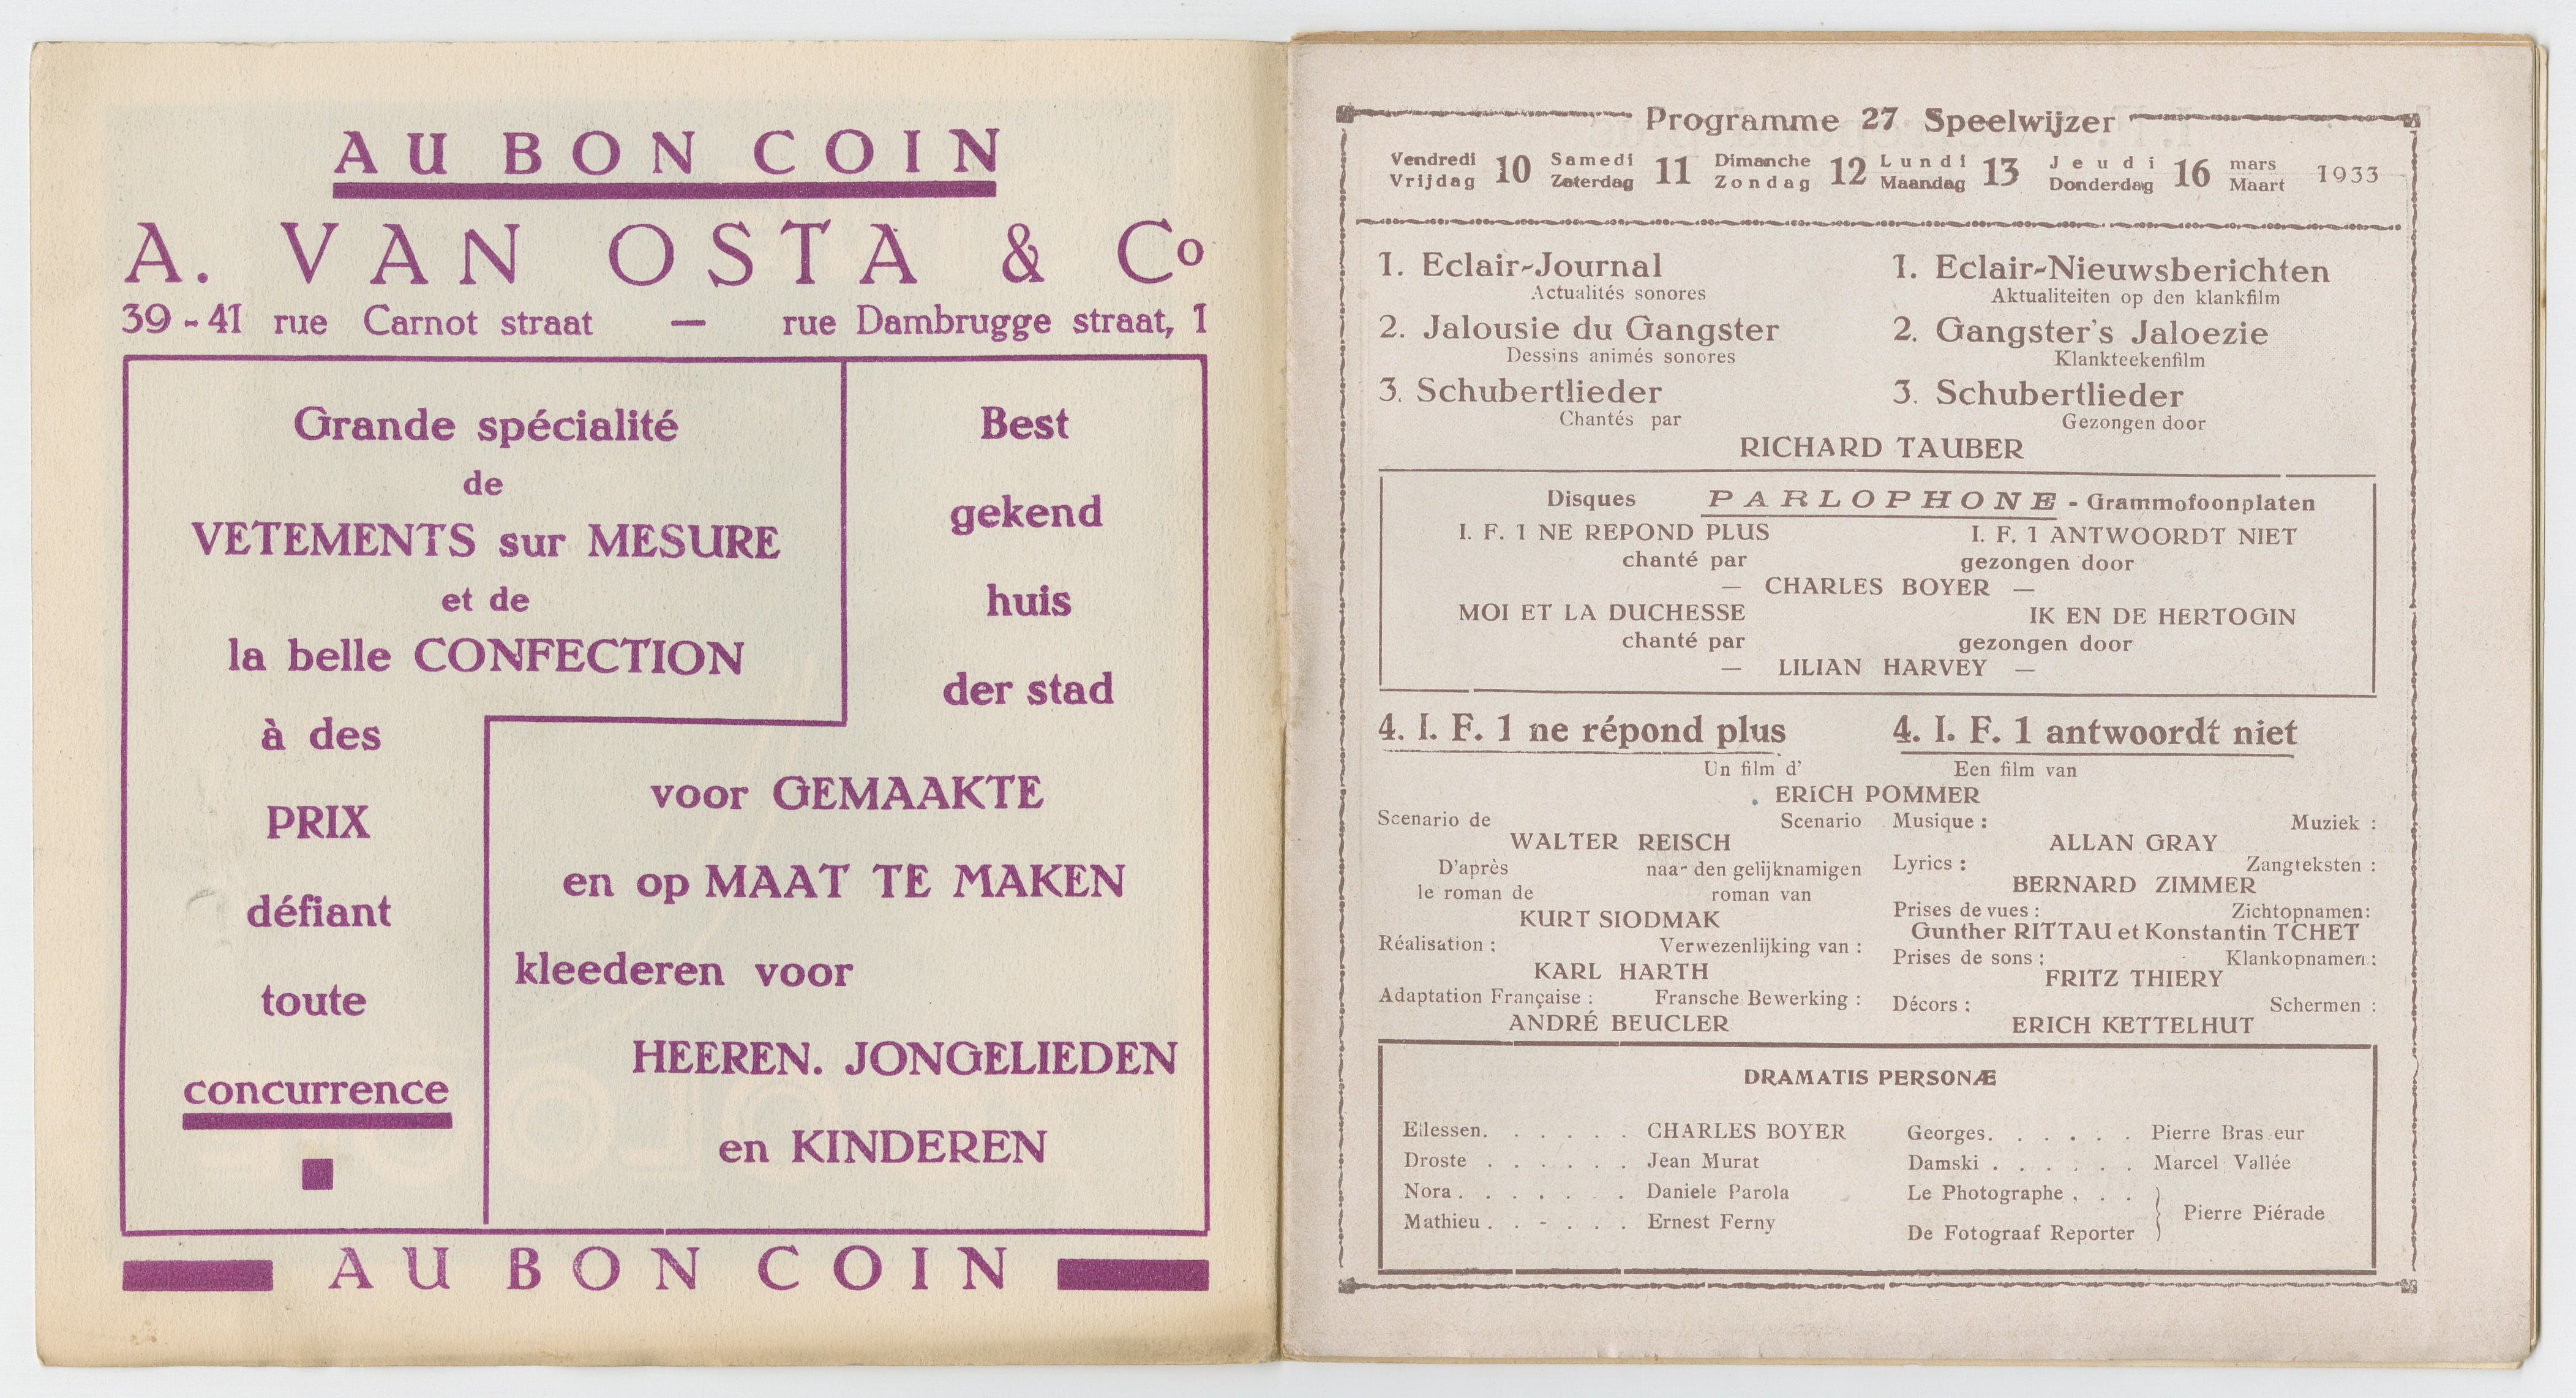 AU BON COIN
A. VAN OSTA & Co
39-41 rue Carnot straat — rue Dambrugge straat, 1
Grande spécialité
de
VETEMENTS sur MESURE
et de
la belle CONFECTION
à des
PRIX
défiant
toute
concurrence
Best
gekend
huis
der stad
voor GEMAAKTE
en op MAAT TE MAKEN
kleederen voor
HEEREN. JONGELIEDEN
en KINDEREN
AU BON COIN
Programme 27 Speelwijzer
Vendredi 10 Samedi 11 Dimanche 12 Lundi 13 Jeudi 16 mars 1933
Vrijdag Zaterdag Zondag Maandag Donderdag Maart
1. Eclair-Journal
Actualités sonores
2. Jalousie du Gangster
Dessins animés sonores
3. Schubertlieder
Chantés par
1. Eclair-Nieuwsberichten
Aktualiteiten op den klankfilm
2. Gangster's Jaloezie
Klankteekenfilm
3. Schubertlieder
Gezongen door
RICHARD TAUBER
Disques PARLOPHONE - Grammofoonplaten
I. F. 1 NE REPOND PLUS I. F. 1 ANTWOORDT NIET
chanté par gezongen door
— CHARLES BOYER —
MOI ET LA DUCHESSE IK EN DE HERTOGIN
chanté par gezongen door
— LILIAN HARVEY —
4. I. F. 1 ne répond plus 4. I. F. 1 antwoordt niet
Un film d' Een film van
ERICH POMMER
Scenario de Scenario
WALTER REISCH
D'après naar den gelijknamigen
le roman de roman van
KURT SIODMAK
Réalisation : Verwezenlijking van :
KARL HARTH
Adaptation Française : Fransche Bewerking :
ANDRÉ BEUCLER
Musique : Muziek :
ALLAN GRAY
Lyrics : Zangteksten :
BERNARD ZIMMER
Prises de vues : Zichtopnamen:
Gunther RITTAU et Konstantin TCHET
Prises de sons : Klankopnamen :
FRITZ THIERY
Décors : Schermen :
ERICH KETTELHUT
DRAMATIS PERSONÆ
Ellessen. . . . . . CHARLES BOYER
Droste . . . . . . Jean Murat
Nora . . . . . . Daniele Parola
Mathieu . . - . . . Ernest Ferny
Georges. . . . . . Pierre Bras eur
Damski . . . . . . Marcel Vallée
Le Photographe . . .
De Fotograaf Reporter
Pierre Piérade